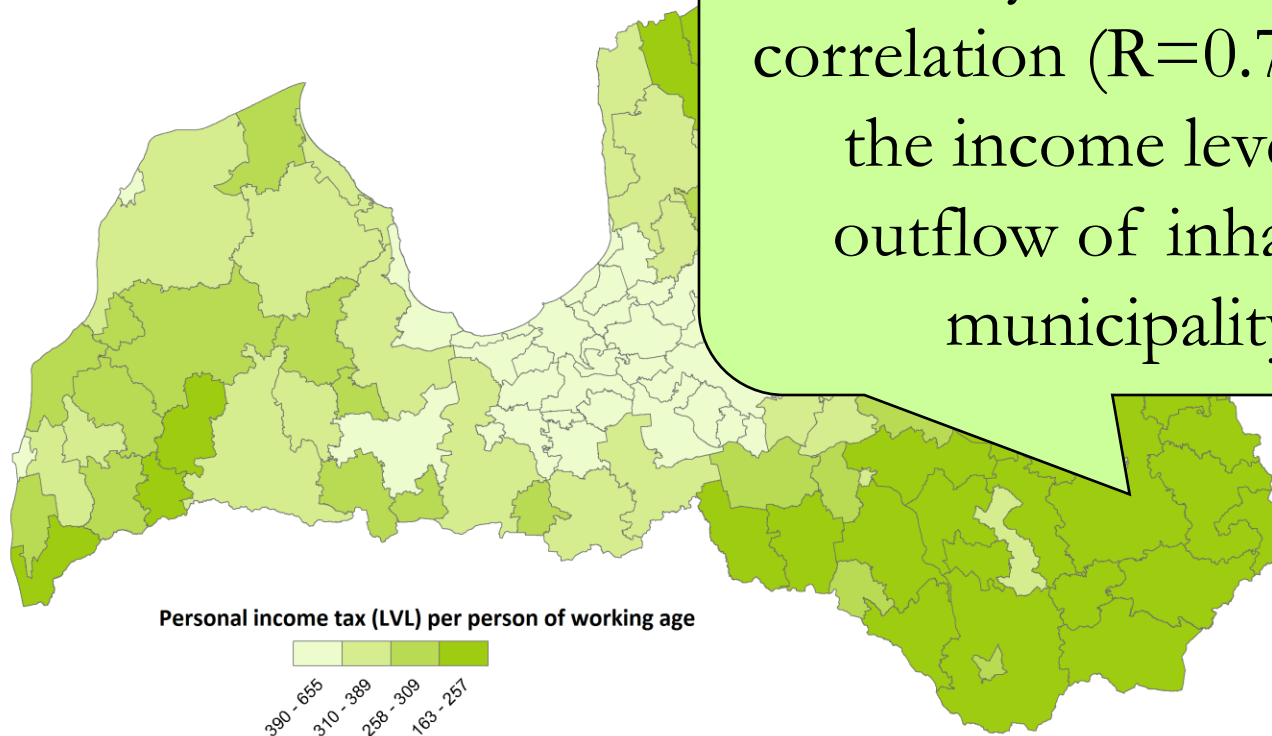 correlation (R=0.7
the income leve
outflow of inha
municipality
Personal income tax (LVL) per person of working age
390 - 655
310 - 389
258 - 309
163 - 257